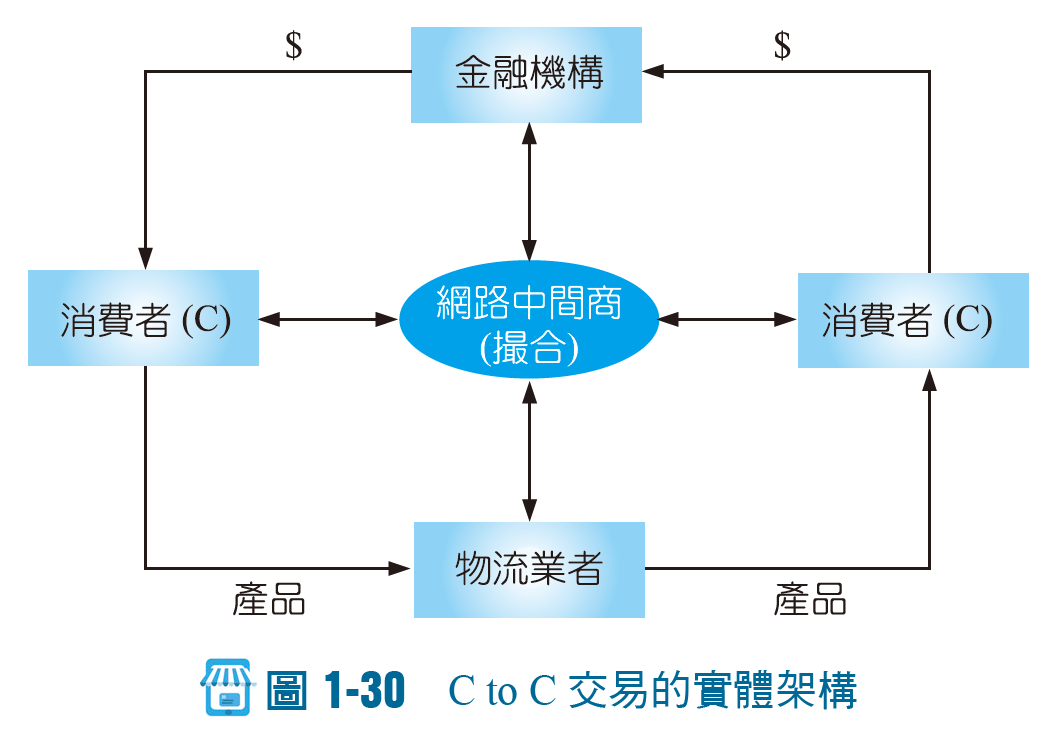 $
$
金融機構
消費者 (C)
網路中間商
(撮合)
消費者 (C)
物流業者
產品
產品
圖 1-30 C to C 交易的實體架構